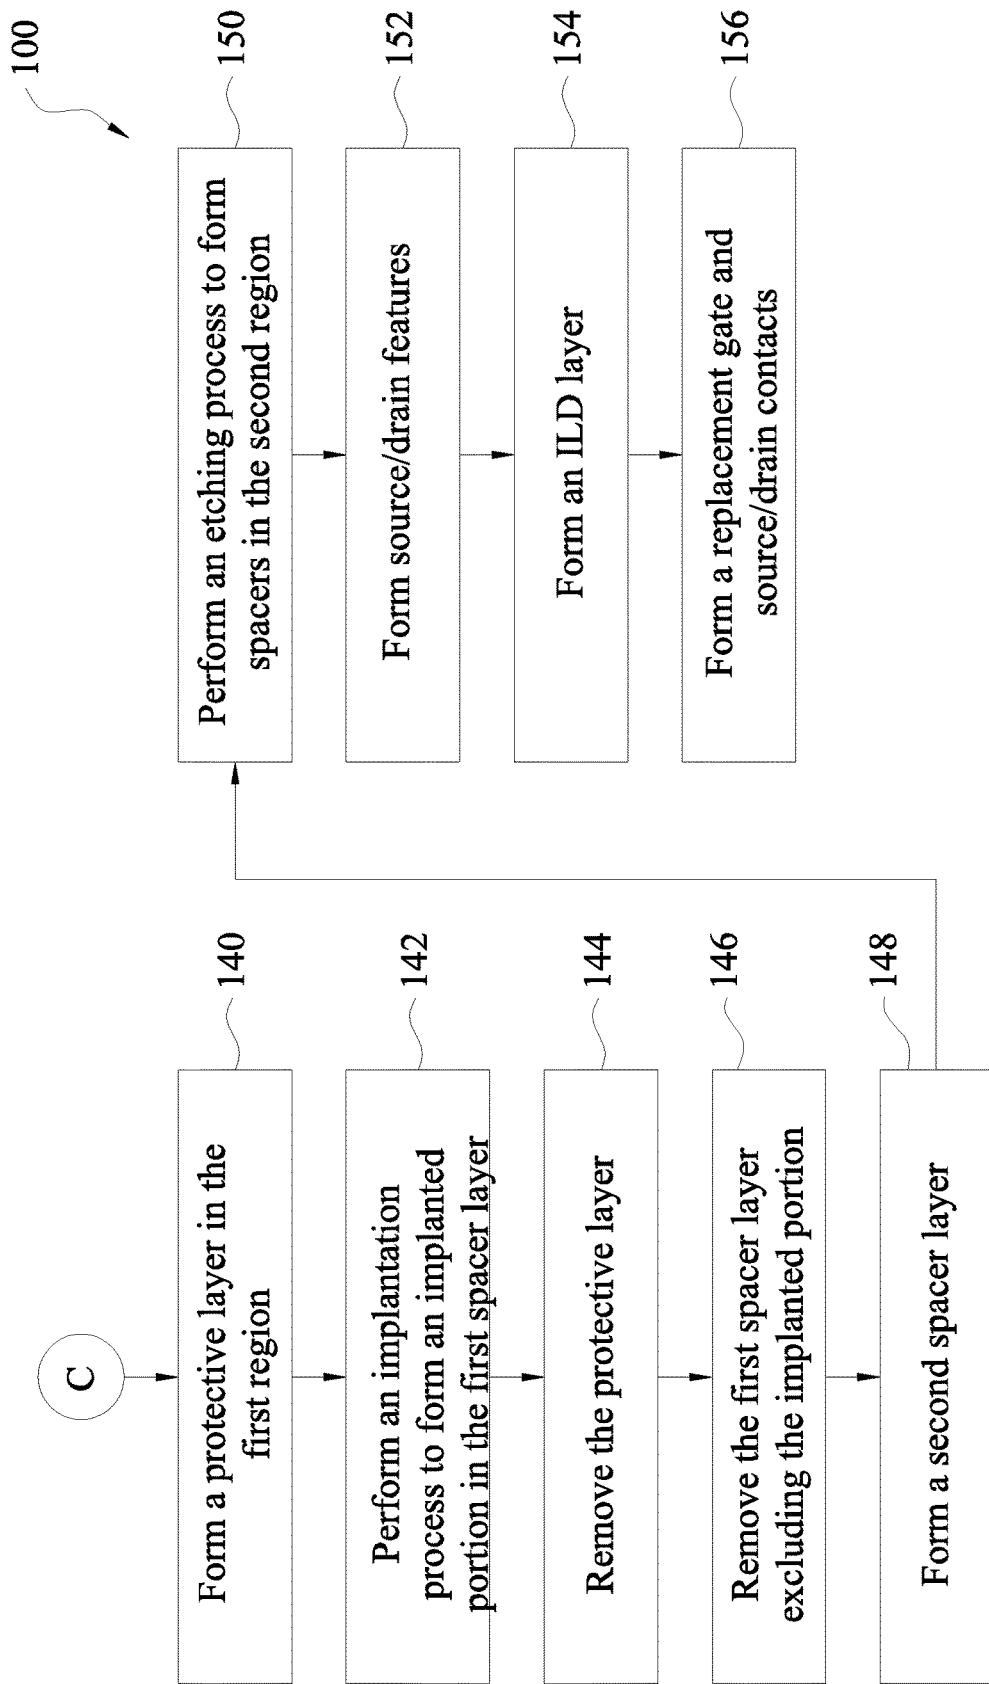 100
C
Form a protective layer in the
first region
140
Perform an implantation
process to form an implanted
portion in the first spacer layer
142
Remove the protective layer
144
Remove the first spacer layer
excluding the implanted portion
146
Form a second spacer layer
148
Perform an etching process to form
spacers in the second region
150
Form source/drain features
152
Form an ILD layer
154
Form a replacement gate and
source/drain contacts
156